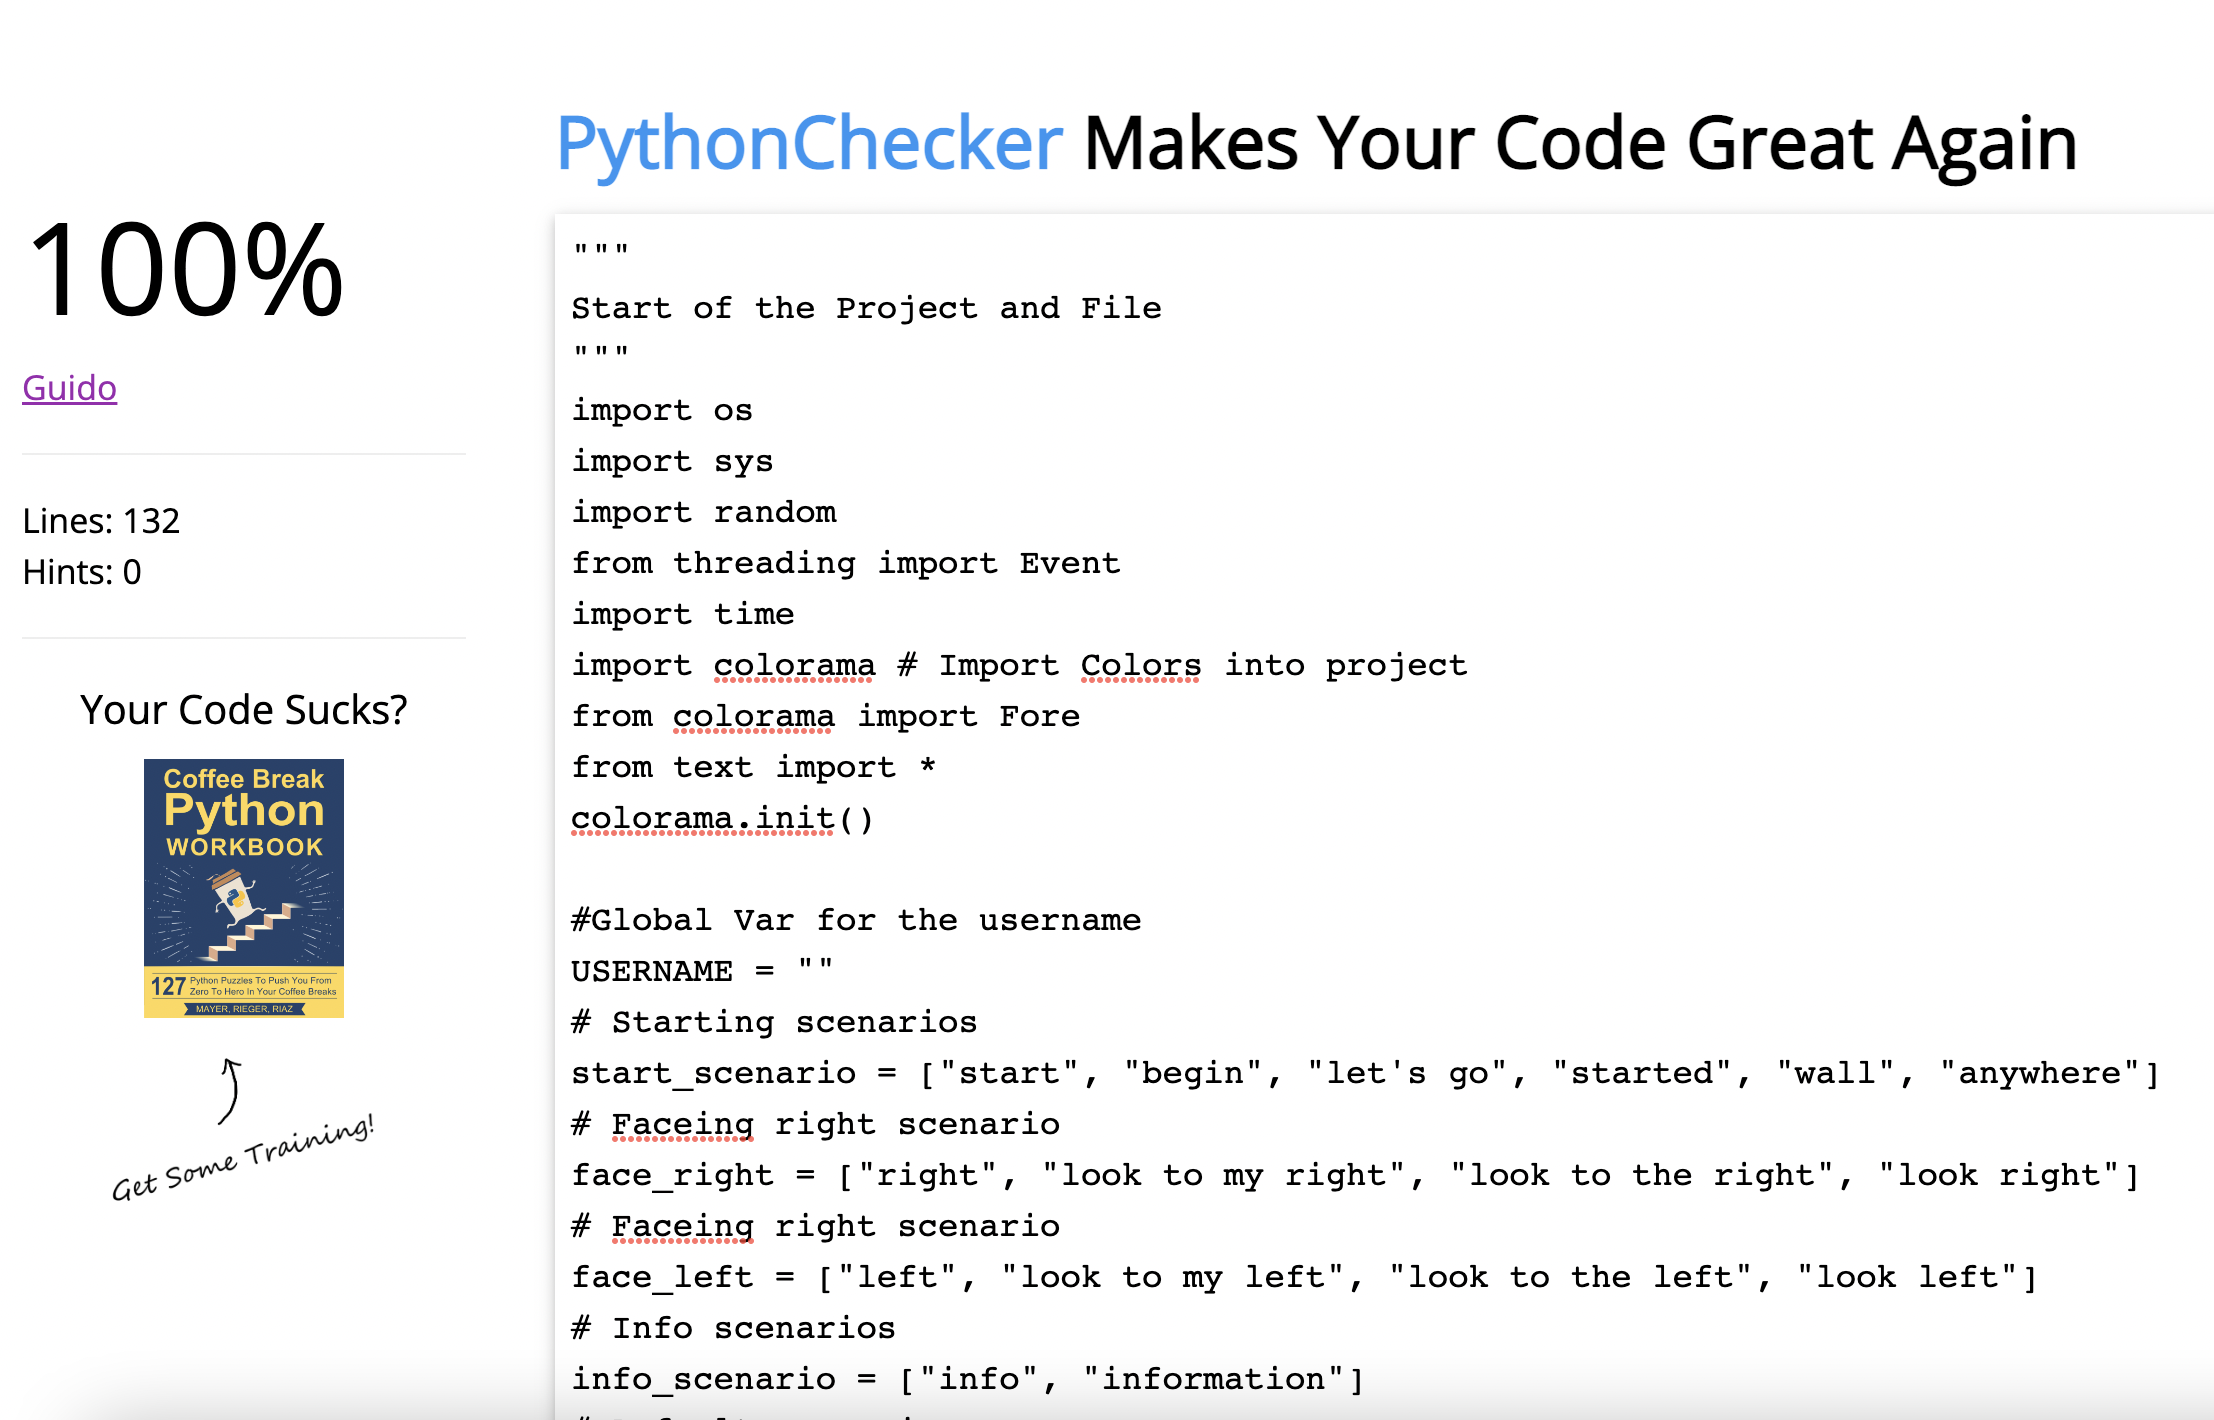 PythonChecker Makes Your Code Great Again
100%
Guido
Lines: 132
Hints: 0
Your Code Sucks?
Coffee Break
Python
WORKBOOK
127 Python Puzzles To Push You From
Zero To Hero In Your Coffee Breaks
MAYER, RIEGER, RIAZ
Get Some Training!
"""
Start of the Project and File
"""
import os
import sys
import random
from threading import Event
import time
import colorama # Import Colors into project
from colorama import Fore
from text import *
colorama.init()
#Global Var for the username
USERNAME = ""
# Starting scenarios
start_scenario = ["start", "begin", "let's go", "started", "wall", "anywhere"]
# Faceing right scenario
face_right = ["right", "look to my right", "look to the right", "look right"]
# Faceing right scenario
face_left = ["left", "look to my left", "look to the left", "look left"]
# Info scenarios
info_scenario = ["info", "information"]